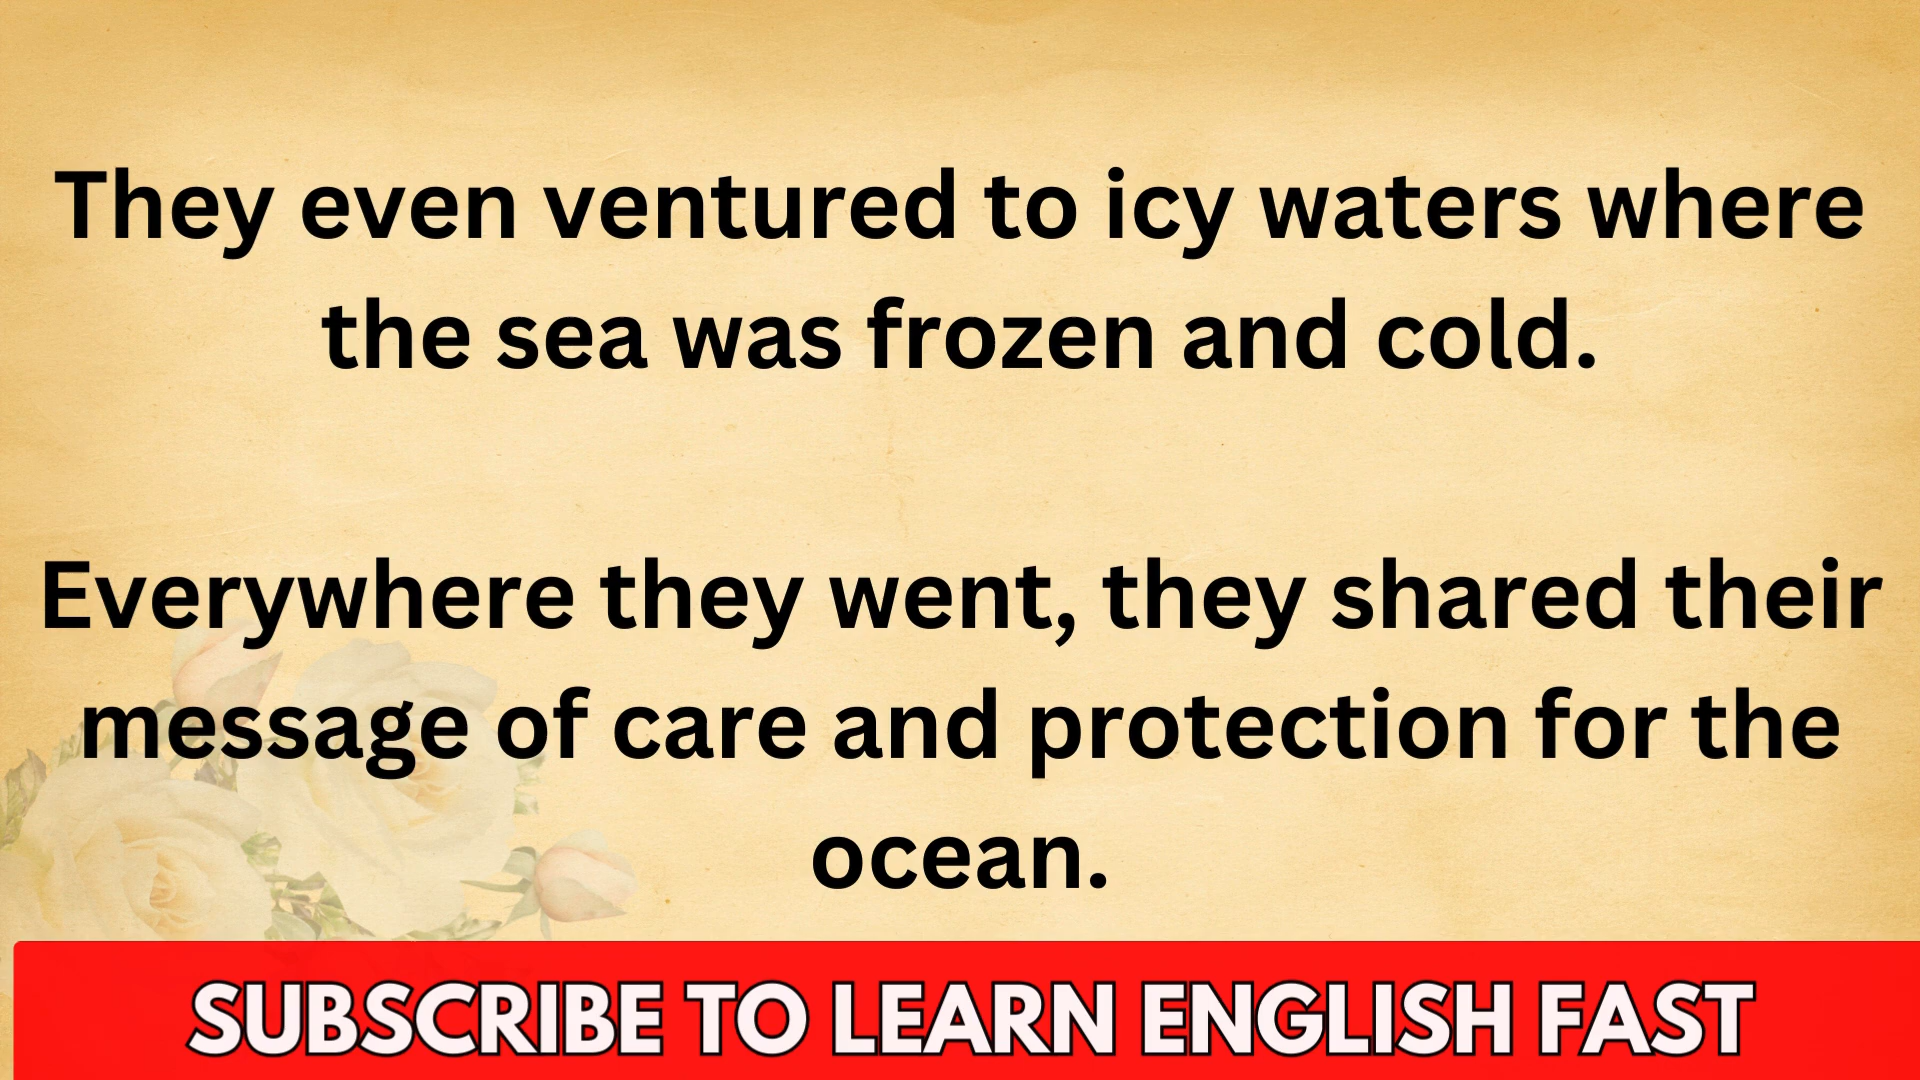 They even ventured to icy waters where
the sea was frozen and cold.
Everywhere they went, they shared their
message of care and protection for the
ocean.
SUBSCRIBE TO LEARN ENGLISH FAST